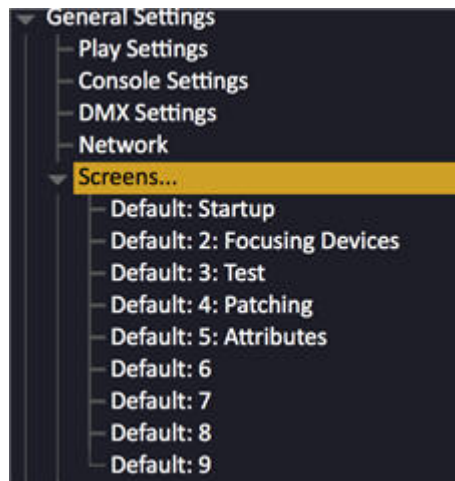 General Settings
Play Settings
Console Settings
DMX Settings
Network
Screens...
Default: Startup
Default: 2: Focusing Devices
Default: 3: Test
Default: 4: Patching
Default: 5: Attributes
Default: 6
Default: 7
Default: 8
Default: 9